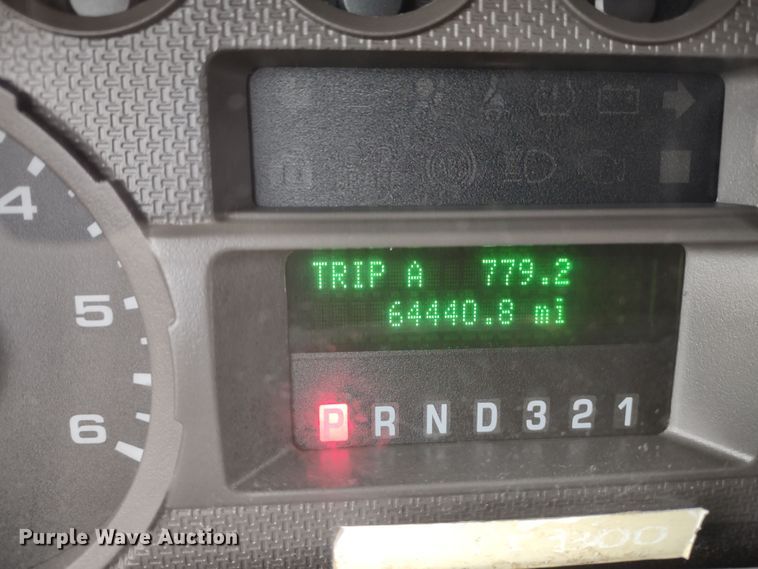 4
5
6
TRIP A 779.2
64440.8 mi
P R N D 3 2 1
Purple Wave Auction